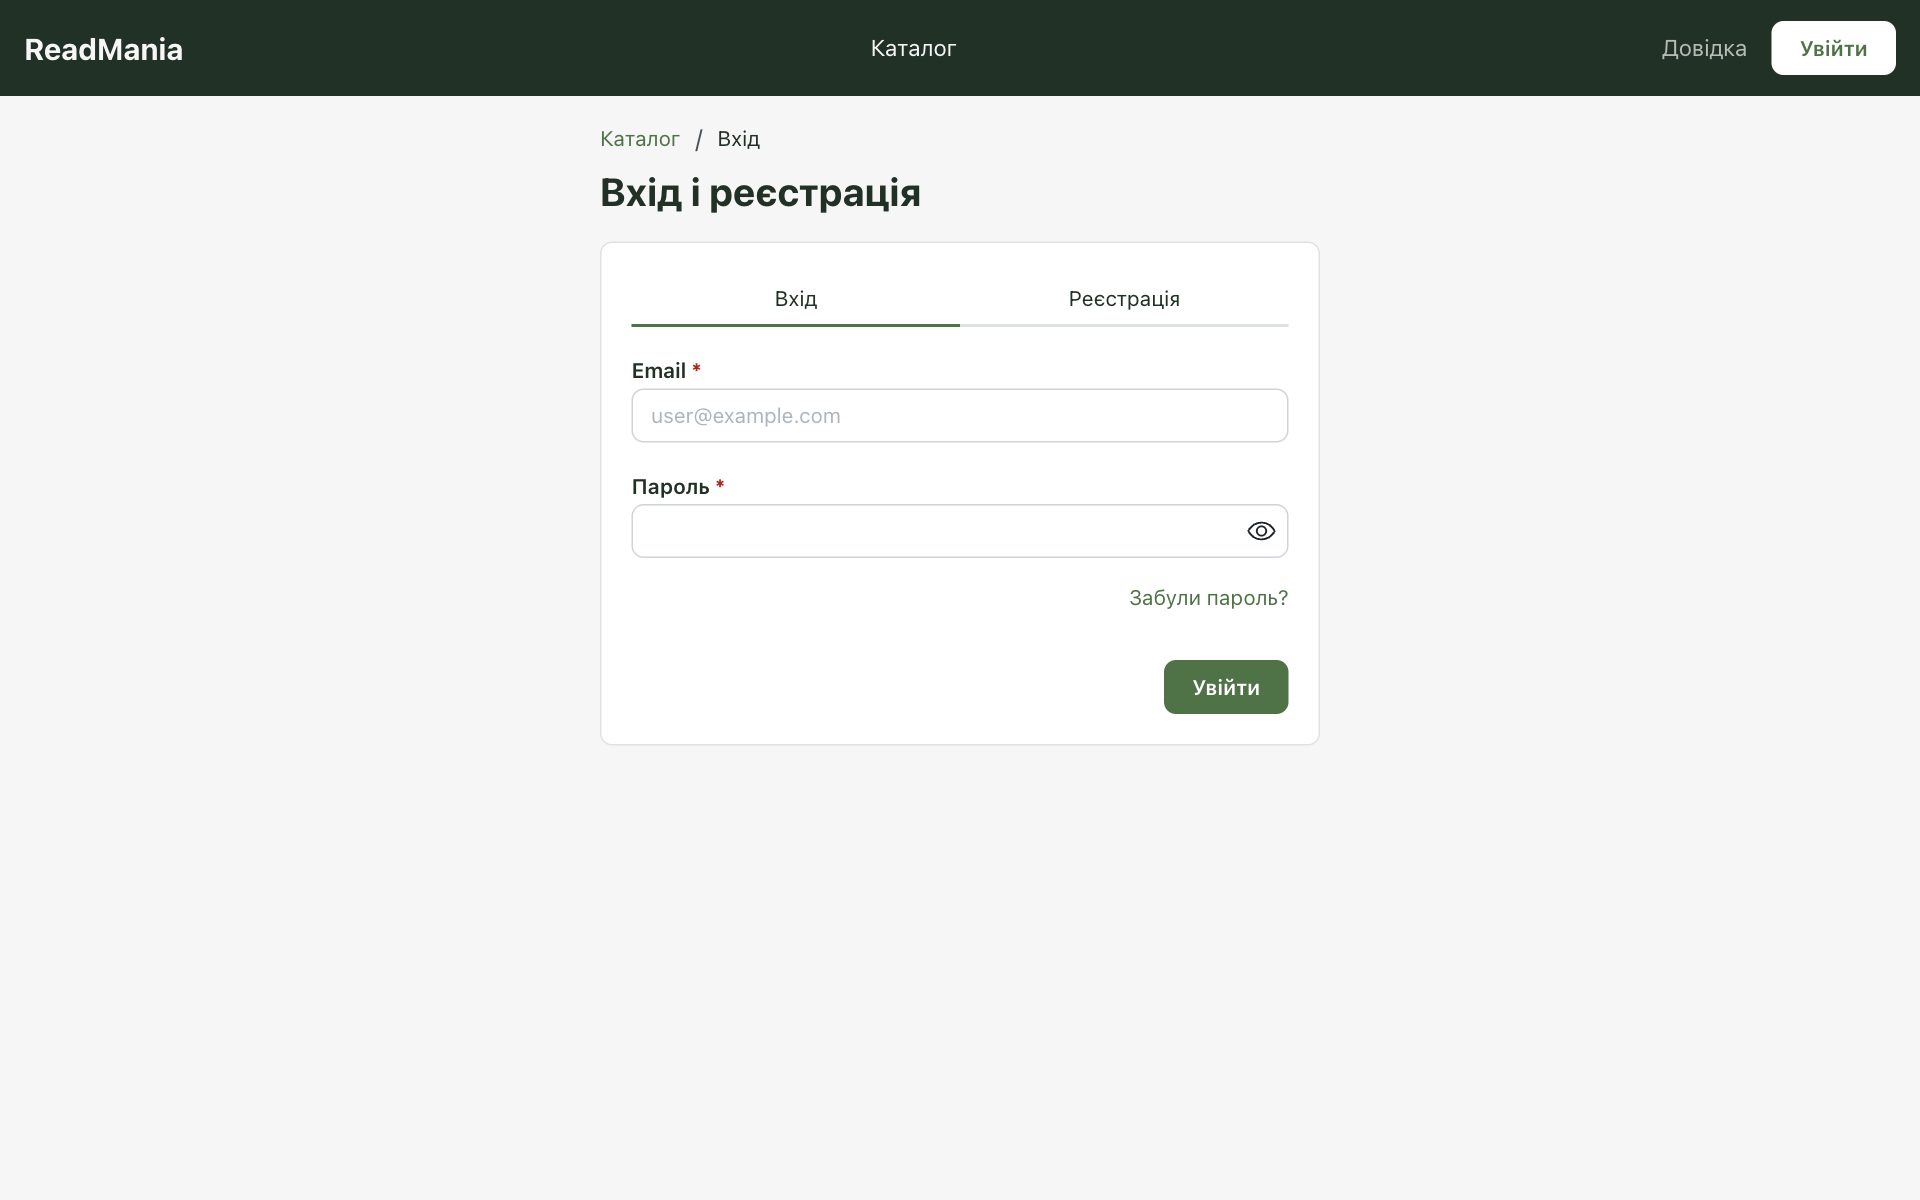 ReadMania Каталог Довідка Увійти
Каталог / Вхід
Вхід і реєстрація
Вхід Реєстрація
Email *
user@example.com
Пароль *
Забули пароль?
Увійти